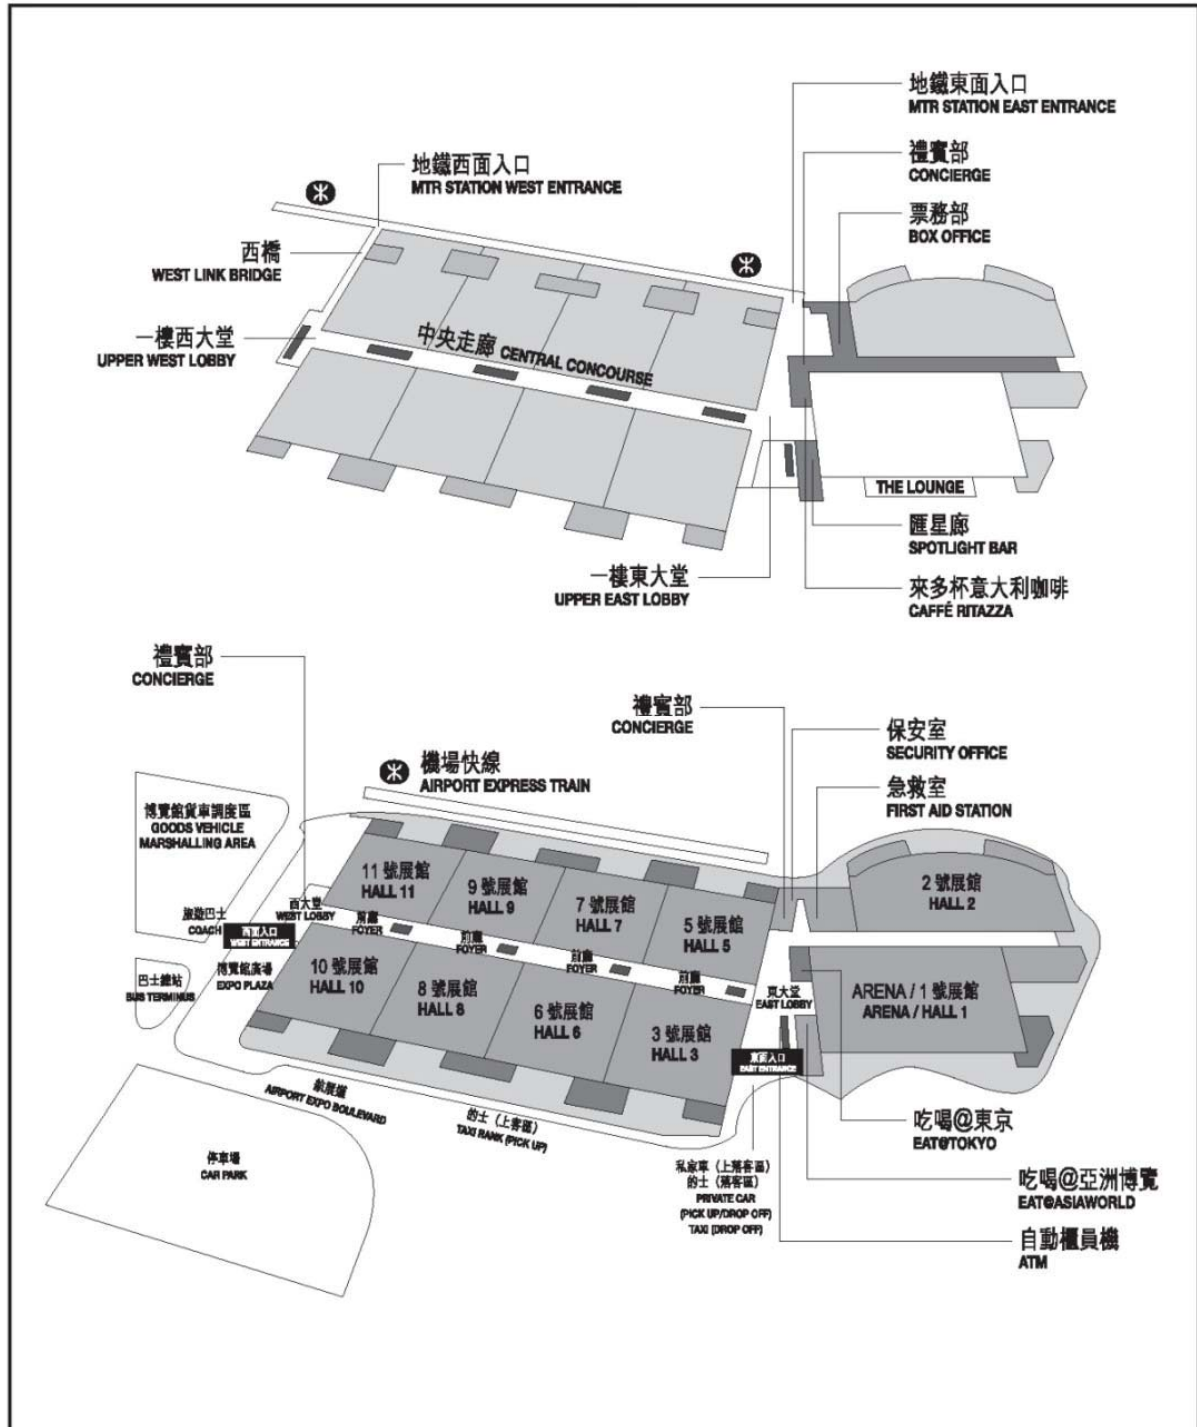 地鐵東面入口
MTR STATION EAST ENTRANCE
禮賓部
CONCIERGE
票務部
BOX OFFICE
地鐵西面入口
MTR STATION WEST ENTRANCE
西橋
WEST LINK BRIDGE
一樓西大堂
UPPER WEST LOBBY
中央走廊 CENTRAL CONCOURSE
THE LOUNGE
匯星廊
SPOTLIGHT BAR
一樓東大堂
UPPER EAST LOBBY
來多杯意大利咖啡
CAFFÉ RITAZZA
禮賓部
CONCIERGE
禮賓部
CONCIERGE
保安室
SECURITY OFFICE
機場快線
AIRPORT EXPRESS TRAIN
急救室
FIRST AID STATION
博覽館貨車調度區
GOODS VEHICLE
MARSHALLING AREA
11 號展館
HALL 11
9 號展館
HALL 9
7 號展館
HALL 7
5 號展館
HALL 5
2 號展館
HALL 2
西大堂
WEST LOBBY
旅遊巴士
COACH
西面入口
WEST ENTRANCE
前廳
FOYER
前廳
FOYER
前廳
FOYER
前廳
FOYER
巴士總站
BUS TERMINUS
博覽館廣場
EXPO PLAZA
10 號展館
HALL 10
8 號展館
HALL 8
6 號展館
HALL 6
3 號展館
HALL 3
東大堂
EAST LOBBY
ARENA / 1 號展館
ARENA / HALL 1
東面入口
EAST ENTRANCE
航展道
AIRPORT EXPO BOULEVARD
的士（上客區）
TAXI RANK (PICK UP)
停車場
CAR PARK
私家車（上落客區）
的士（落客區）
PRIVATE CAR
(PICK UP/DROP OFF)
TAXI (DROP OFF)
吃喝@東京
EAT@TOKYO
吃喝@亞洲博覽
EAT@ASIAWORLD
自動櫃員機
ATM